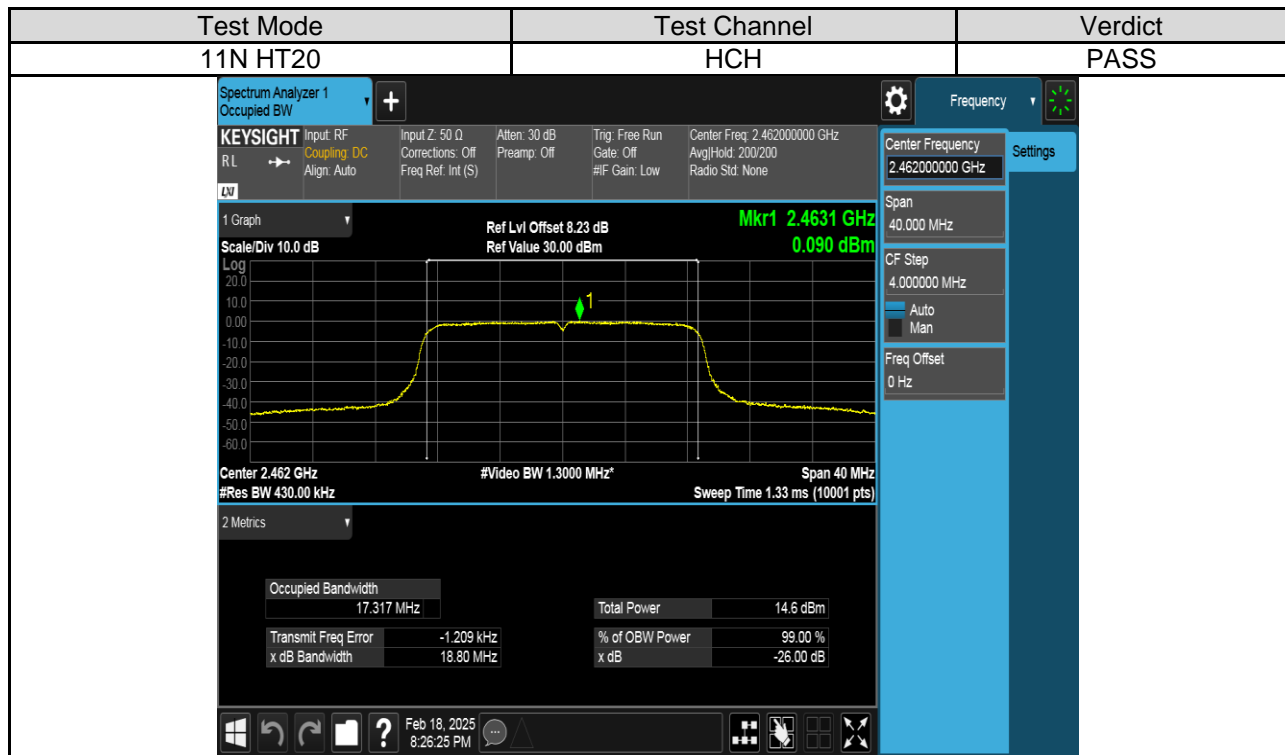 Test Mode Test Channel Verdict
11N HT20 HCH PASS
Spectrum Analyzer 1
Occupied BW
+
Frequency
KEYSIGHT
RL
LXI
Input: RF
Coupling: DC
Align: Auto
Input Z: 50 Ω
Corrections: Off
Freq Ref: Int (S)
Atten: 30 dB
Preamp: Off
Trig: Free Run
Gate: Off
#IF Gain: Low
Center Freq: 2.462000000 GHz
Avg|Hold: 200/200
Radio Std: None
Center Frequency
2.462000000 GHz
Settings
Span
40.000 MHz
CF Step
4.000000 MHz
Auto
Man
Freq Offset
0 Hz
1 Graph
Scale/Div 10.0 dB
Ref Lvl Offset 8.23 dB
Ref Value 30.00 dBm
Mkr1 2.4631 GHz
0.090 dBm
Log
20.0
10.0
0.00
-10.0
-20.0
-30.0
-40.0
-50.0
-60.0
1
Center 2.462 GHz
#Res BW 430.00 kHz
#Video BW 1.3000 MHz*
Span 40 MHz
Sweep Time 1.33 ms (10001 pts)
2 Metrics
Occupied Bandwidth
17.317 MHz
Total Power 14.6 dBm
Transmit Freq Error -1.209 kHz
% of OBW Power 99.00 %
x dB Bandwidth 18.80 MHz
x dB -26.00 dB
?
Feb 18, 2025
8:26:25 PM